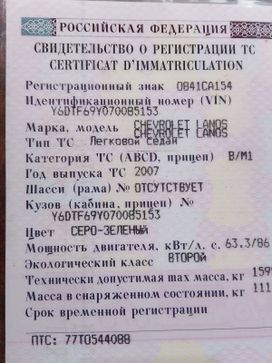 РОССИЙСКАЯ ФЕДЕРАЦИЯ
СВИДЕТЕЛЬСТВО О РЕГИСТРАЦИИ ТС
CERTIFICAT D'IMMATRICULATION
Регистрационный знак О841СА154
Идентификационный номер (VIN)
Y6DTF69Y070085153
Марка, модель CHEVROLET LANOS
CHEVROLET LANOS
Тип ТС Легковой седан
Категория ТС (ABCD, прицеп) B/M1
Год выпуска ТС 2007
Шасси (рама) № ОТСУТСТВУЕТ
Кузов (кабина, прицеп) №
Y6DTF69Y070085153
Цвет СЕРО-ЗЕЛЕНЫЙ
Мощность двигателя, кВт/л. с. 63.3/86
Экологический класс ВТОРОЙ
Технически допустимая max масса, кг
Масса в снаряженном состоянии, кг
Срок временной регистрации
ПТС: 77ТО544088